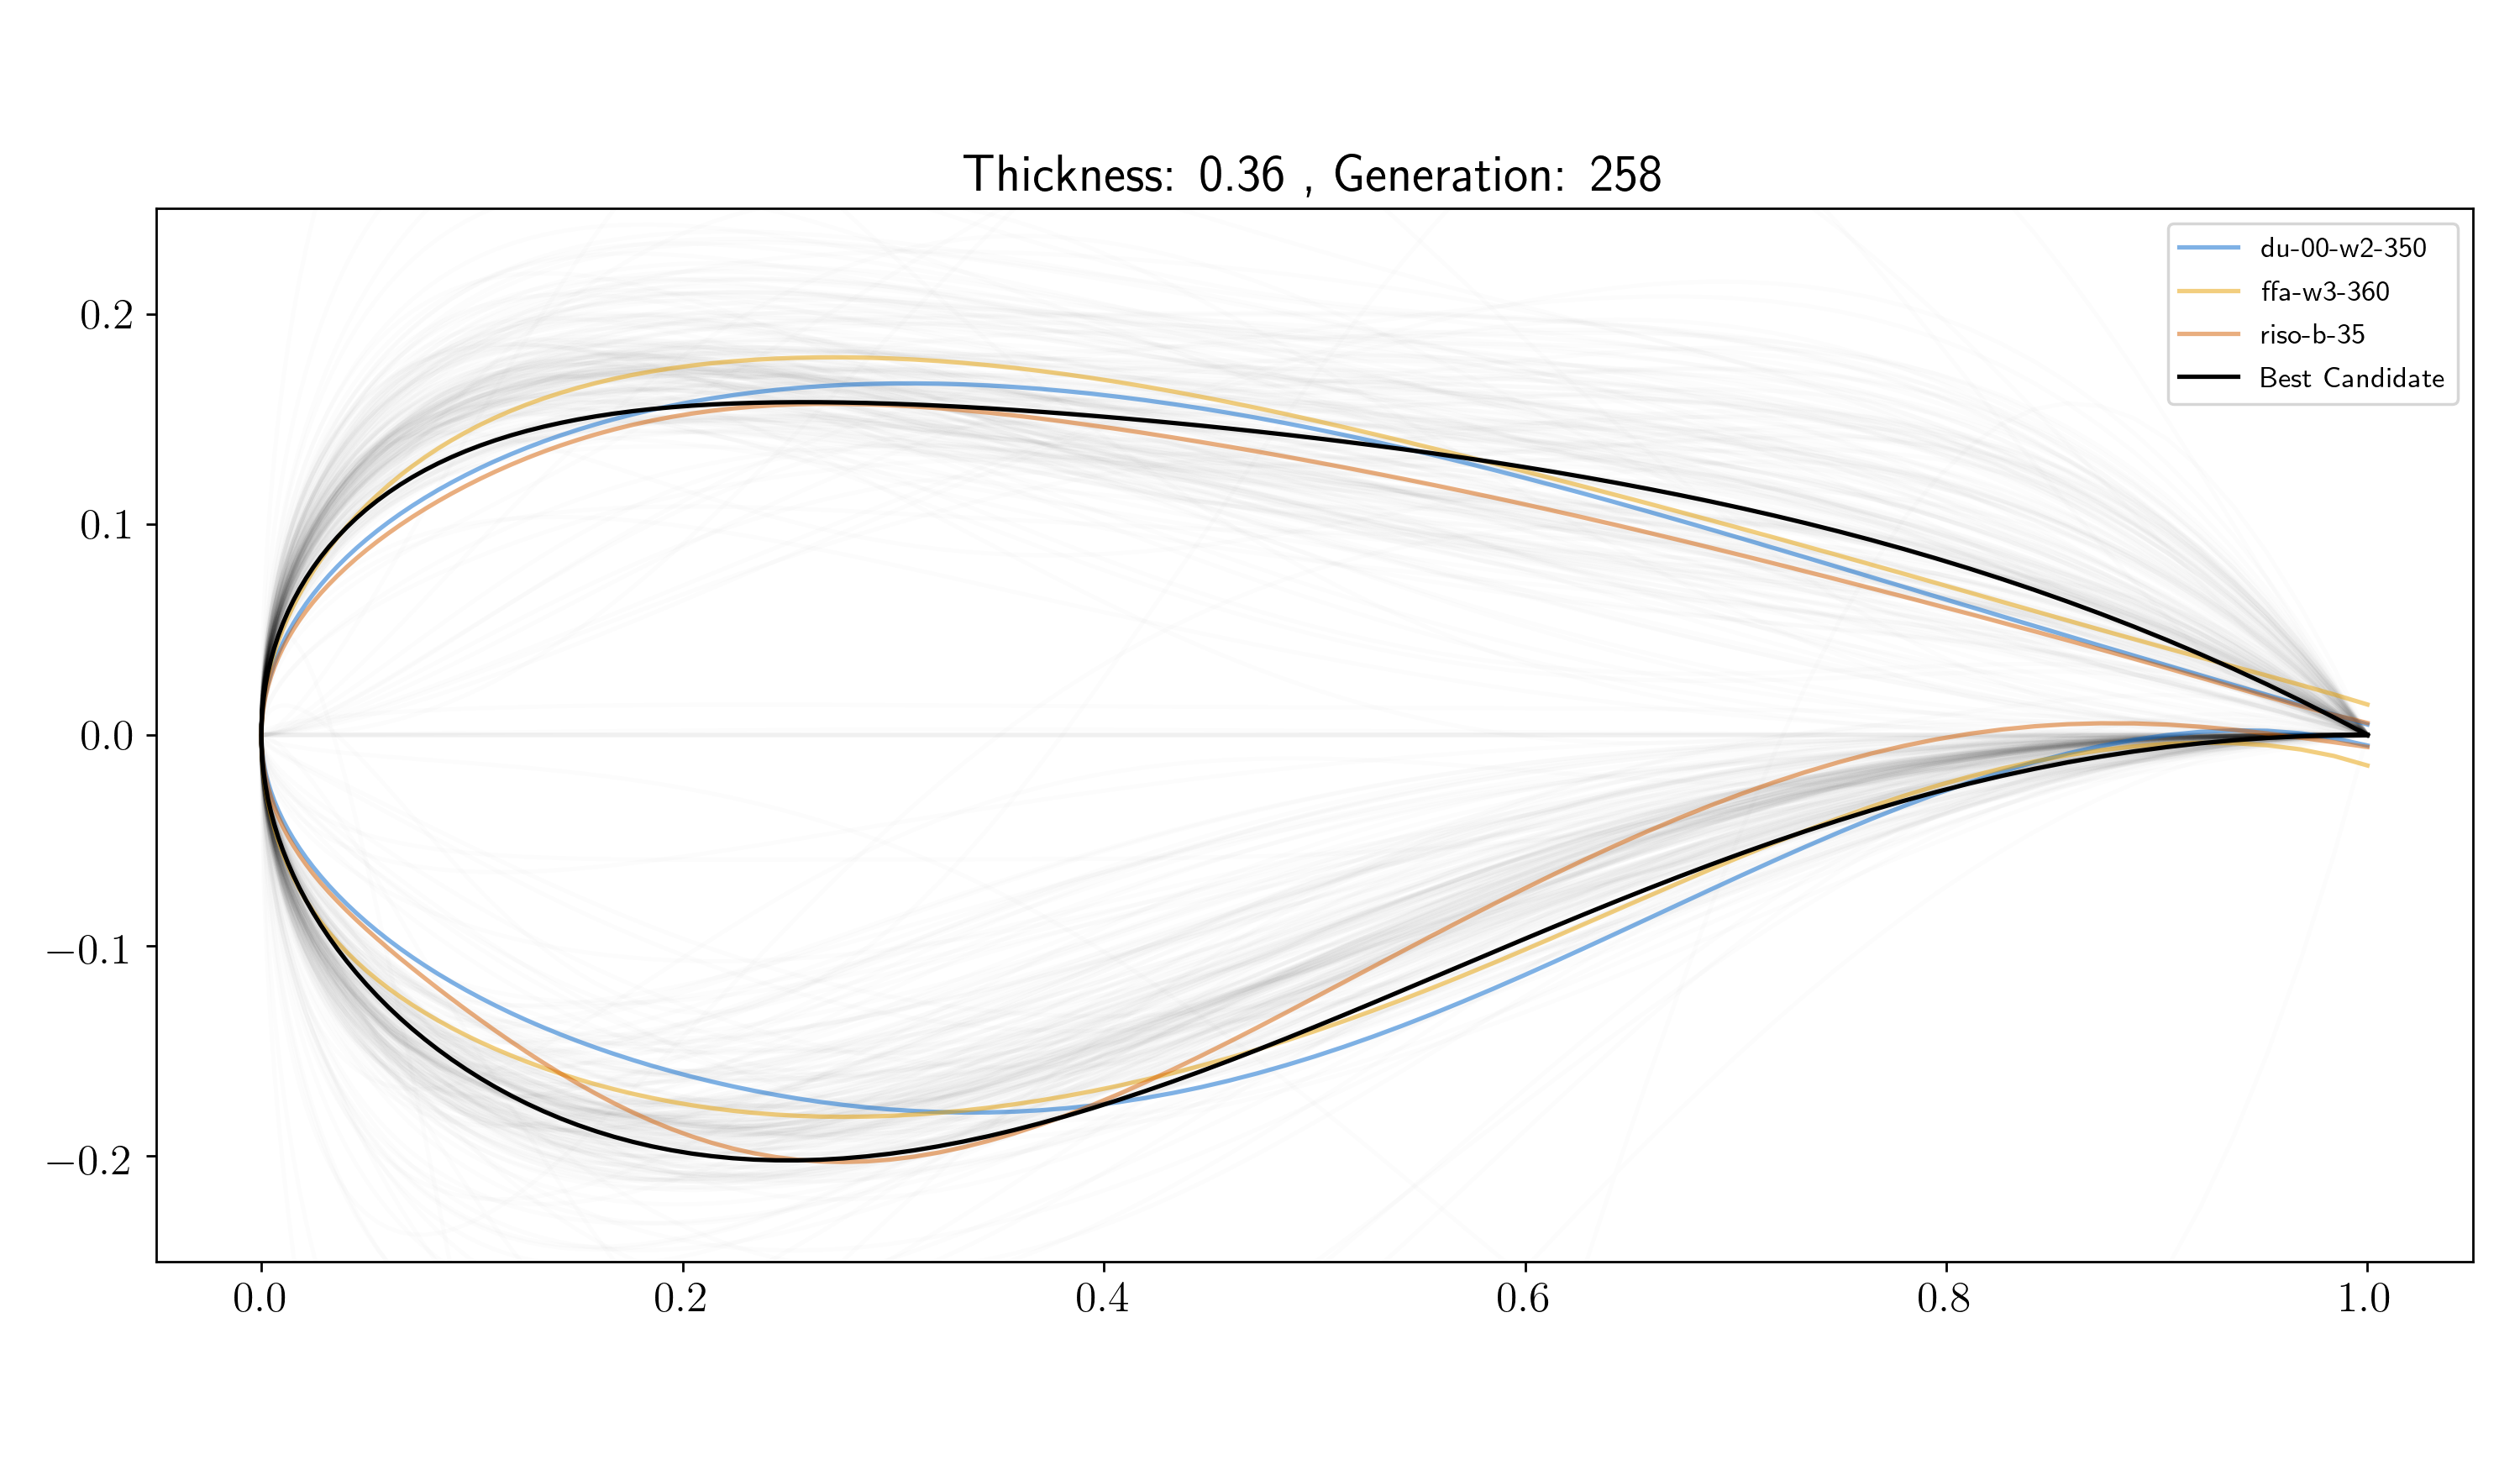 Thickness: 0.36 , Generation: 258
du-00-w2-350
ffa-w3-360
riso-b-35
Best Candidate
0.2
0.1
0.0
−0.1
−0.2
0.0 0.2 0.4 0.6 0.8 1.0